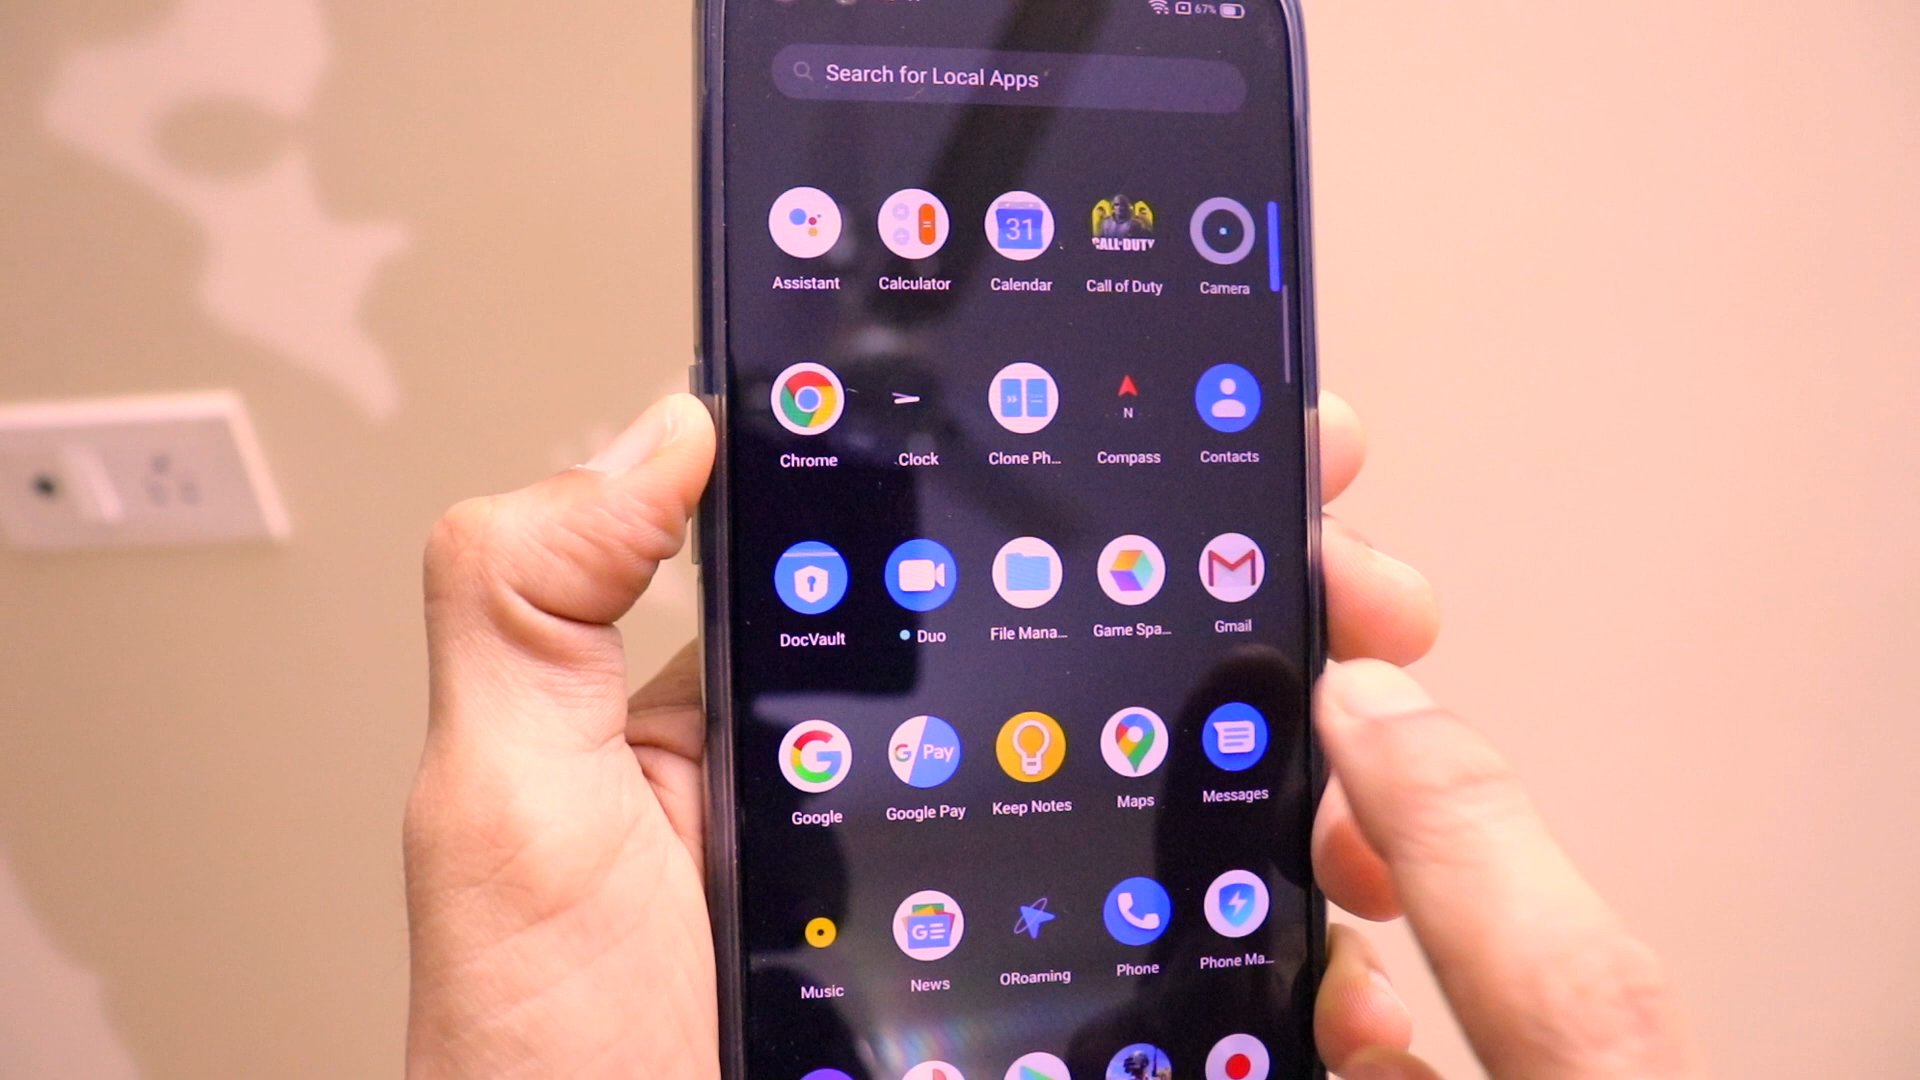 67%
Search for Local Apps
31
CALL·DUTY
Assistant Calculator Calendar Call of Duty Camera
N
Chrome Clock Clone Ph... Compass Contacts
DocVault Duo File Mana... Game Spa... Gmail
G Pay
Google Google Pay Keep Notes Maps Messages
G
Music News ORoaming Phone Phone Ma...